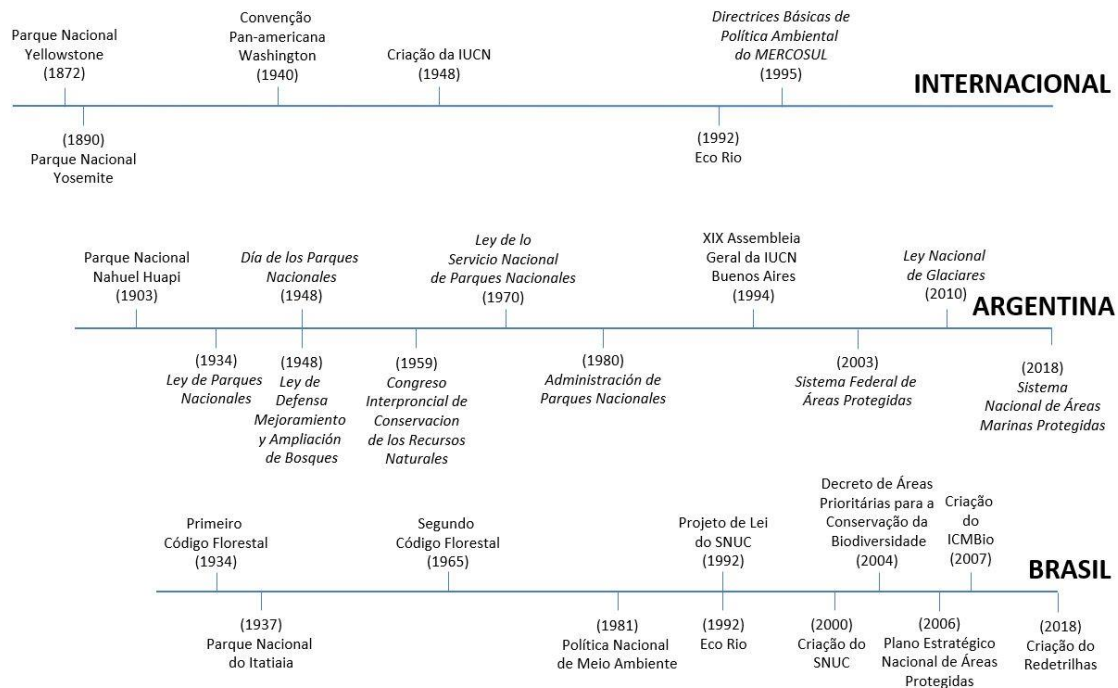 Parque Nacional
Yellowstone
(1872)
Convenção
Pan-americana
Washington
(1940)
Criação da IUCN
(1948)
Directrices Básicas de
Política Ambiental
do MERCOSUL
(1995)
INTERNACIONAL
(1890)
Parque Nacional
Yosemite
(1992)
Eco Rio
Parque Nacional
Nahuel Huapi
(1903)
Día de los Parques
Nacionales
(1948)
Ley de lo
Servicio Nacional
de Parques Nacionales
(1970)
XIX Assembleia
Geral da IUCN
Buenos Aires
(1994)
Ley Nacional
de Glaciares
(2010)
ARGENTINA
(1934)
Ley de Parques
Nacionales
(1948)
Ley de
Defensa
Mejoramiento
y Ampliación
de Bosques
(1959)
Congreso
Interproncial de
Conservacion
de los Recursos
Naturales
(1980)
Administración de
Parques Nacionales
(2003)
Sistema Federal de
Áreas Protegidas
(2018)
Sistema
Nacional de Áreas
Marinas Protegidas
Primeiro
Código Florestal
(1934)
Segundo
Código Florestal
(1965)
Projeto de Lei
do SNUC
(1992)
Decreto de Áreas
Prioritárias para a
Conservação da
Biodiversidade
(2004)
Criação
do
ICMBio
(2007)
BRASIL
(1937)
Parque Nacional
do Itatiaia
(1981)
Política Nacional
de Meio Ambiente
(1992)
Eco Rio
(2000)
Criação do
SNUC
(2006)
Plano Estratégico
Nacional de Áreas
Protegidas
(2018)
Criação do
Redetrilhas